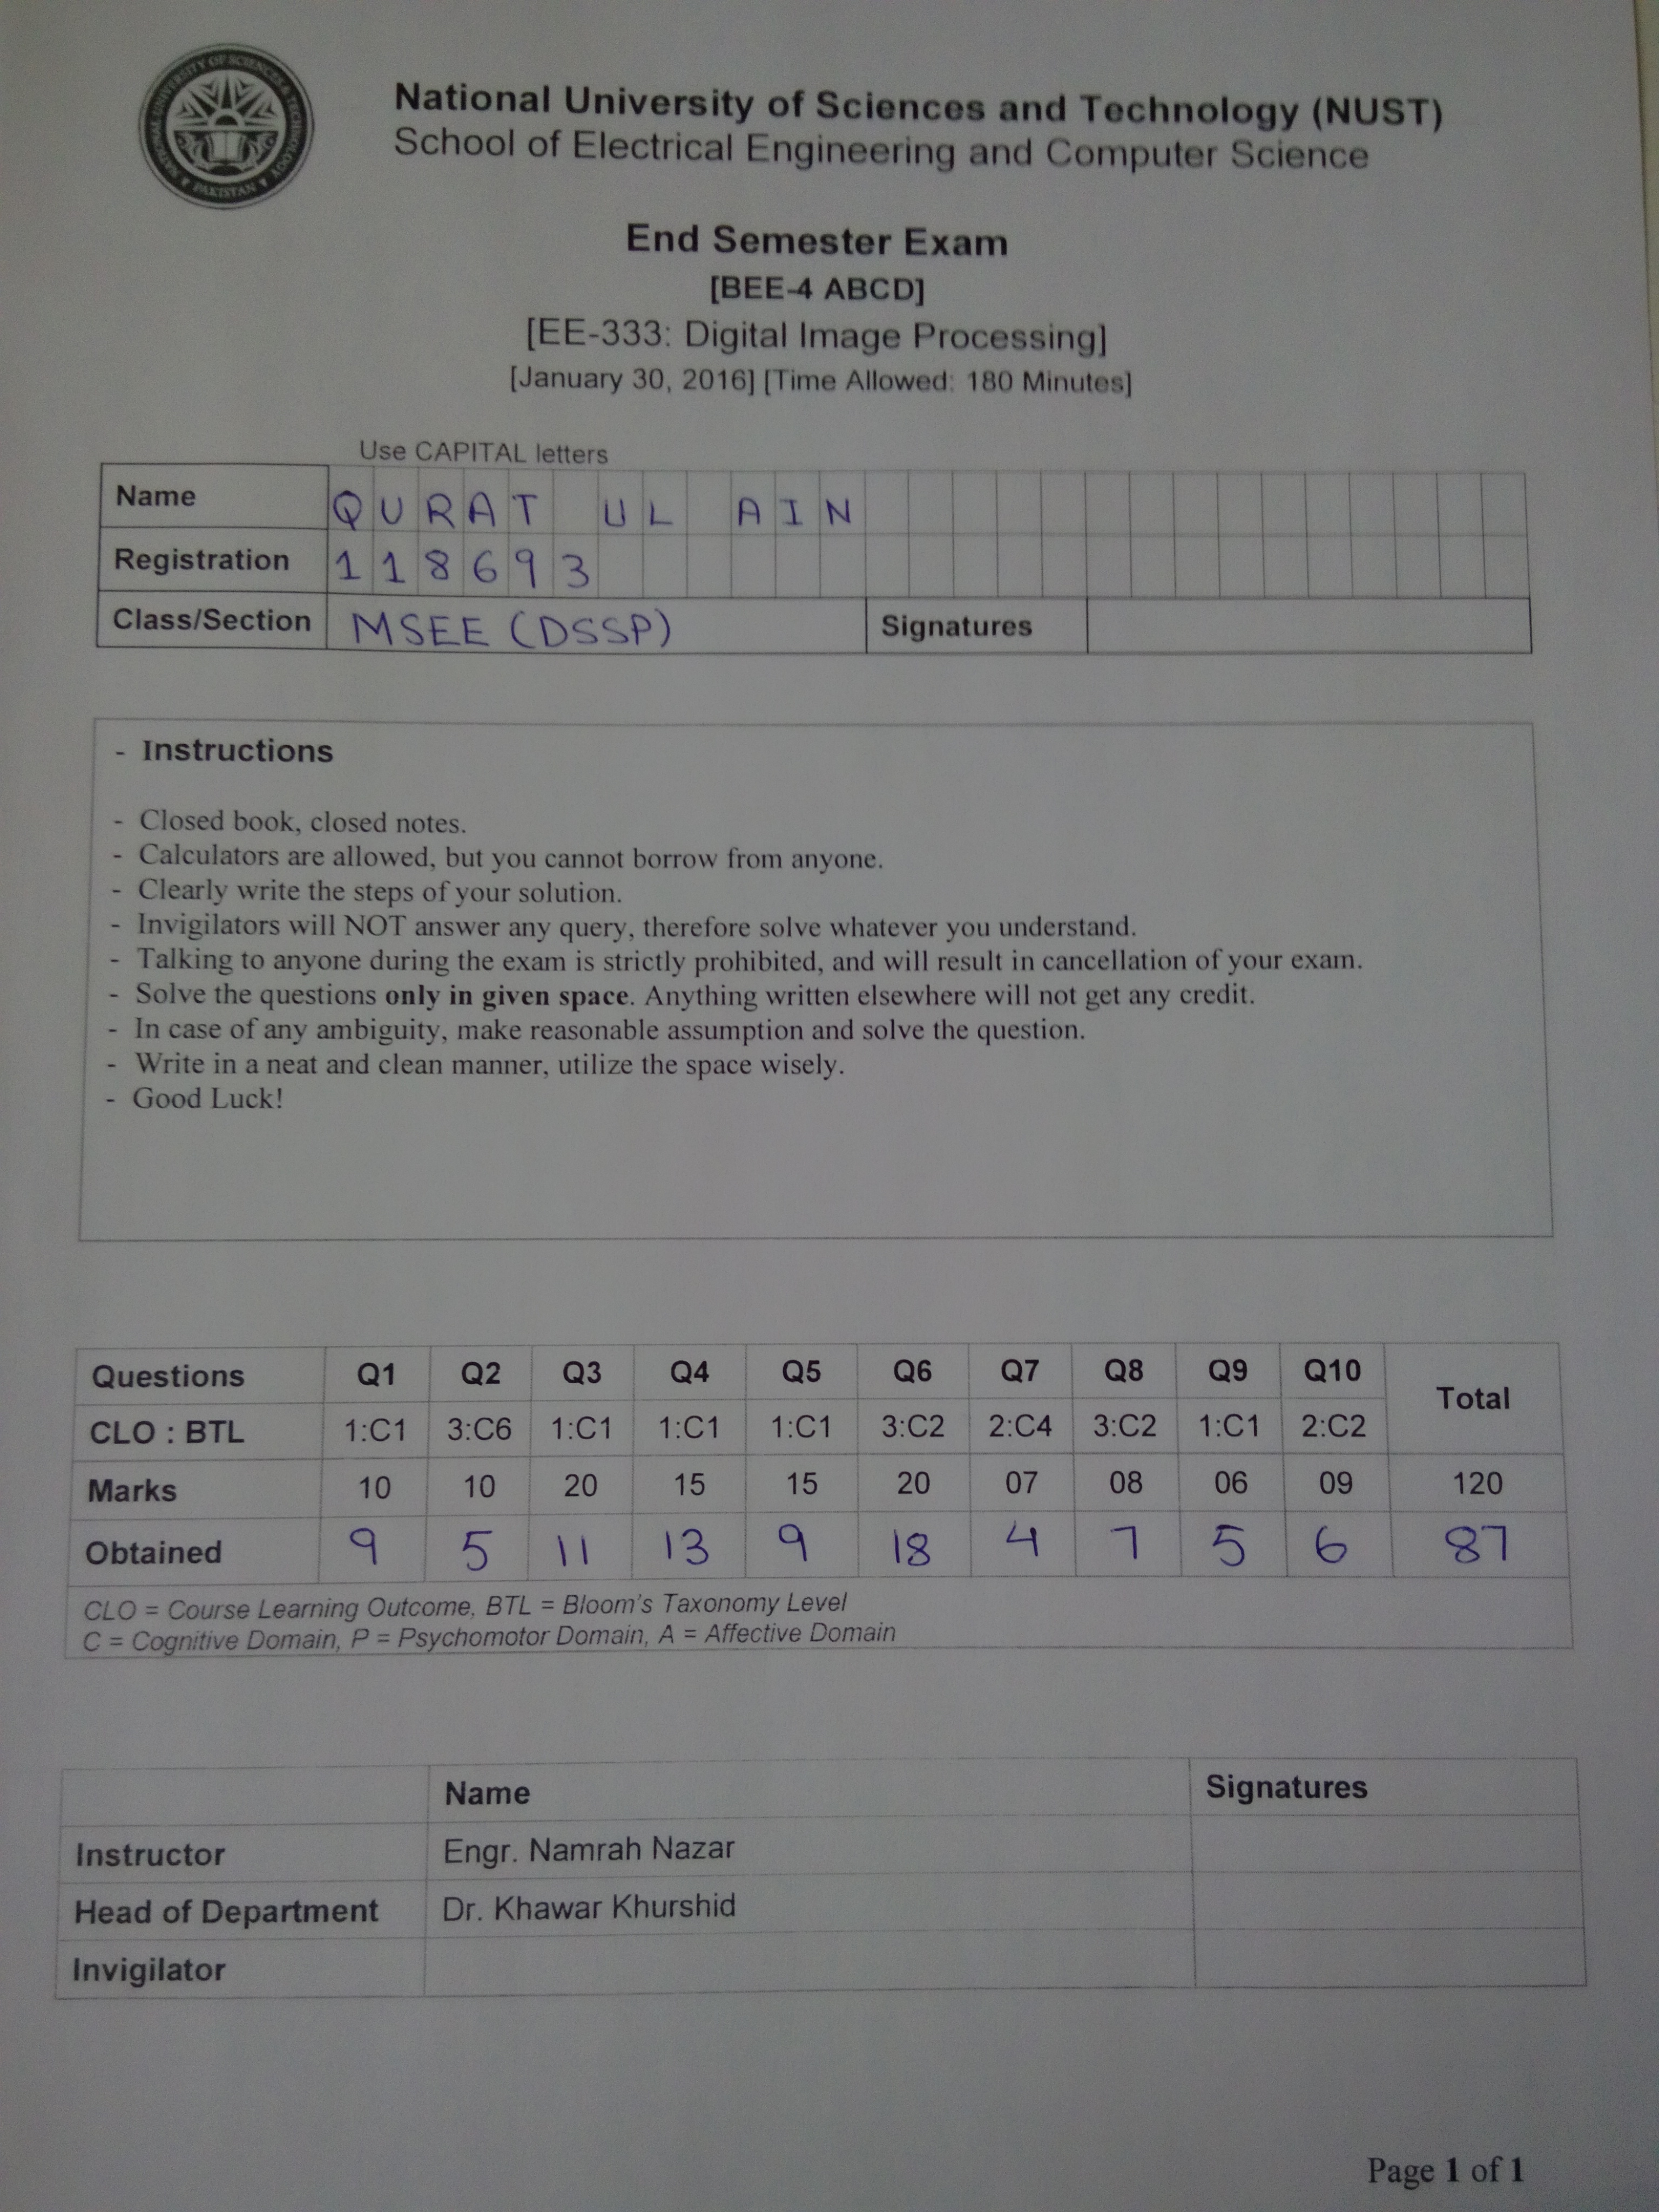 NATIONAL UNIVERSITY OF SCIENCES & TECHNOLOGY
PAKISTAN
National University of Sciences and Technology (NUST)
School of Electrical Engineering and Computer Science
End Semester Exam
[BEE-4 ABCD]
[EE-333: Digital Image Processing]
[January 30, 2016] [Time Allowed: 180 Minutes]
Use CAPITAL letters
Name QURAT UL AIN
Registration 118693
Class/Section MSEE (DSSP) Signatures
- Instructions
- Closed book, closed notes.
- Calculators are allowed, but you cannot borrow from anyone.
- Clearly write the steps of your solution.
- Invigilators will NOT answer any query, therefore solve whatever you understand.
- Talking to anyone during the exam is strictly prohibited, and will result in cancellation of your exam.
- Solve the questions only in given space. Anything written elsewhere will not get any credit.
- In case of any ambiguity, make reasonable assumption and solve the question.
- Write in a neat and clean manner, utilize the space wisely.
- Good Luck!
Questions Q1 Q2 Q3 Q4 Q5 Q6 Q7 Q8 Q9 Q10 Total
CLO : BTL 1:C1 3:C6 1:C1 1:C1 1:C1 3:C2 2:C4 3:C2 1:C1 2:C2
Marks 10 10 20 15 15 20 07 08 06 09 120
Obtained 9 5 11 13 9 18 4 7 5 6 87
CLO = Course Learning Outcome, BTL = Bloom's Taxonomy Level
C = Cognitive Domain, P = Psychomotor Domain, A = Affective Domain
Name Signatures
Instructor Engr. Namrah Nazar
Head of Department Dr. Khawar Khurshid
Invigilator
Page 1 of 1